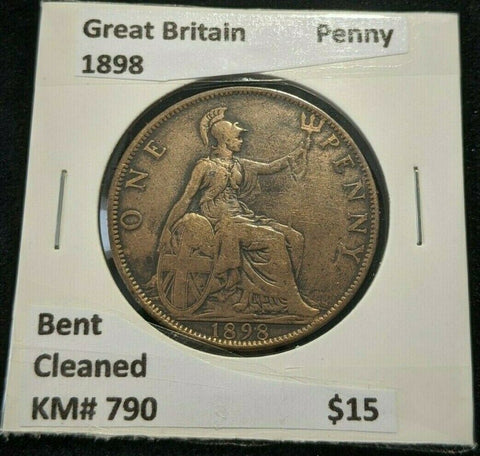 Great Britain Penny
1898
ONE PENNY
1898
Bent
Cleaned
KM# 790 $15